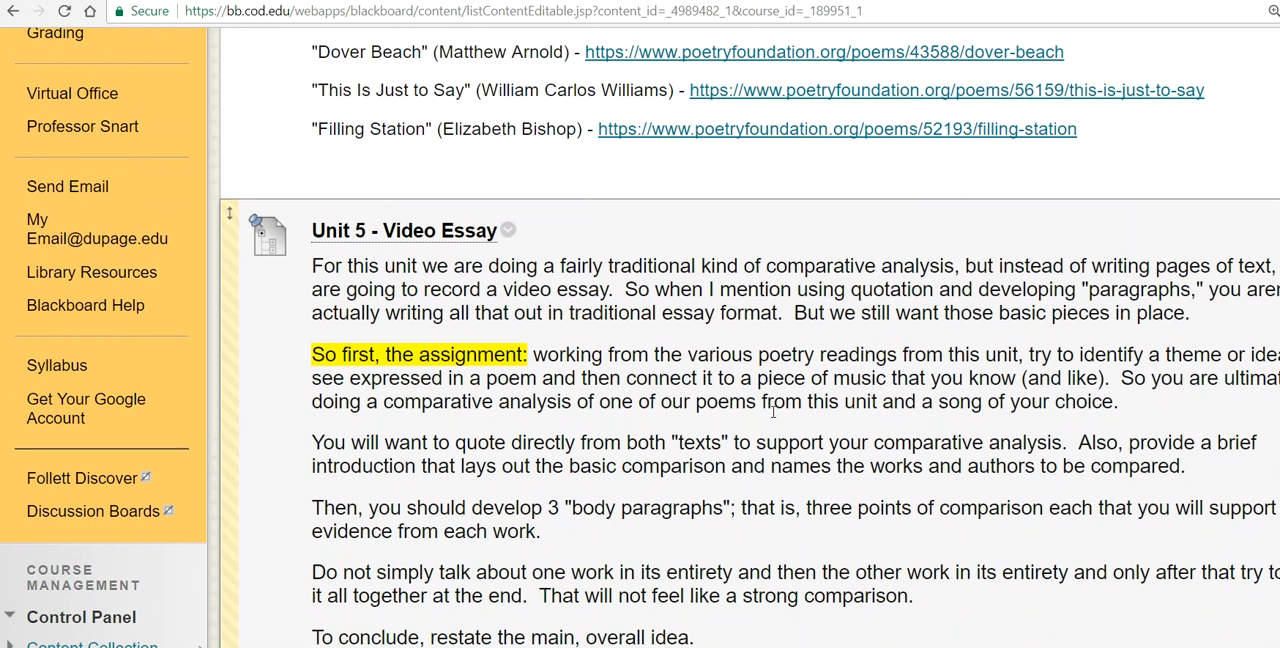 Secure https://bb.cod.edu/webapps/blackboard/content/listContentEditable.jsp?content_id=_4989482_1&course_id=_189951_1
Grading
Virtual Office
Professor Snart
Send Email
My
Email@dupage.edu
Library Resources
Blackboard Help
Syllabus
Get Your Google
Account
Follett Discover
Discussion Boards
COURSE
MANAGEMENT
Control Panel
Content Collection
"Dover Beach" (Matthew Arnold) - https://www.poetryfoundation.org/poems/43588/dover-beach
"This Is Just to Say" (William Carlos Williams) - https://www.poetryfoundation.org/poems/56159/this-is-just-to-say
"Filling Station" (Elizabeth Bishop) - https://www.poetryfoundation.org/poems/52193/filling-station
Unit 5 - Video Essay
For this unit we are doing a fairly traditional kind of comparative analysis, but instead of writing pages of text,
are going to record a video essay. So when I mention using quotation and developing "paragraphs," you
actually writing all that out in traditional essay format. But we still want those basic pieces in place.
So first, the assignment: working from the various poetry readings from this unit, try to identify a theme or
see expressed in a poem and then connect it to a piece of music that you know (and like). So you are
doing a comparative analysis of one of our poems from this unit and a song of your choice.
You will want to quote directly from both "texts" to support your comparative analysis. Also, provide a brief
introduction that lays out the basic comparison and names the works and authors to be compared.
Then, you should develop 3 "body paragraphs"; that is, three points of comparison each that you will support
evidence from each work.
Do not simply talk about one work in its entirety and then the other work in its entirety and only after that try
it all together at the end. That will not feel like a strong comparison.
To conclude, restate the main, overall idea.